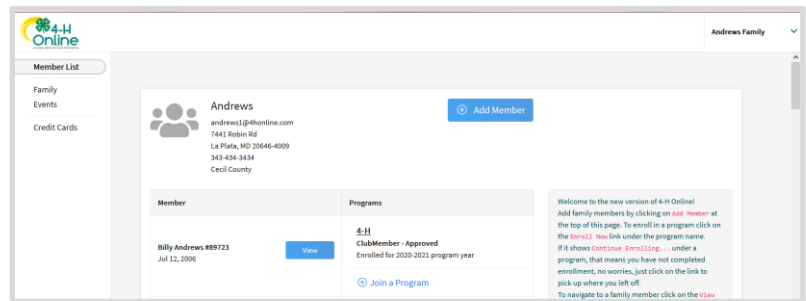 4-H
Online
Andrews Family
Member List
Family
Events
Credit Cards
Andrews
andrews1@4honline.com
7441 Robin Rd
La Plata, MD 20646-4009
343-434-3434
Cecil County
Add Member
Member
Programs
Billy Andrews #89723
Jul 12, 2006
View
4-H
ClubMember - Approved
Enrolled for 2020-2021 program year
Join a Program
Welcome to the new version of 4-H Online!
Add family members by clicking on Add Member at
the top of this page. To enroll in a program click on
the Enroll Now link under the program name.
If it shows Continue Enrolling... under a
program, that means you have not completed
enrollment, no worries, just click on the link to
pick up where you left off.
To navigate to a family member click on the View